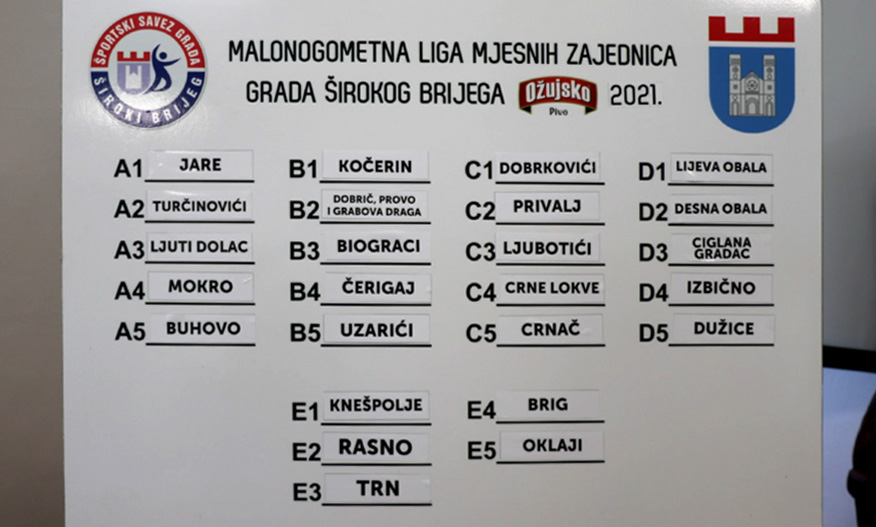 ŠPORTSKI SAVEZ GRADA
ŠIROKI BRIJEG
MALONOGOMETNA LIGA MJESNIH ZAJEDNICA
GRADA ŠIROKOG BRIJEGA Ožujsko Pivo 2021.
A1 JARE
A2 TURČINOVIĆI
A3 LJUTI DOLAC
A4 MOKRO
A5 BUHOVO
B1 KOČERIN
B2 DOBRIČ, PROVO
I GRABOVA DRAGA
B3 BIOGRACI
B4 ČERIGAJ
B5 UZARIĆI
C1 DOBRKOVIĆI
C2 PRIVALJ
C3 LJUBOTIĆI
C4 CRNE LOKVE
C5 CRNAČ
D1 LIJEVA OBALA
D2 DESNA OBALA
D3 CIGLANA
GRADAC
D4 IZBIČNO
D5 DUŽICE
E1 KNEŠPOLJE
E2 RASNO
E3 TRN
E4 BRIG
E5 OKLAJI